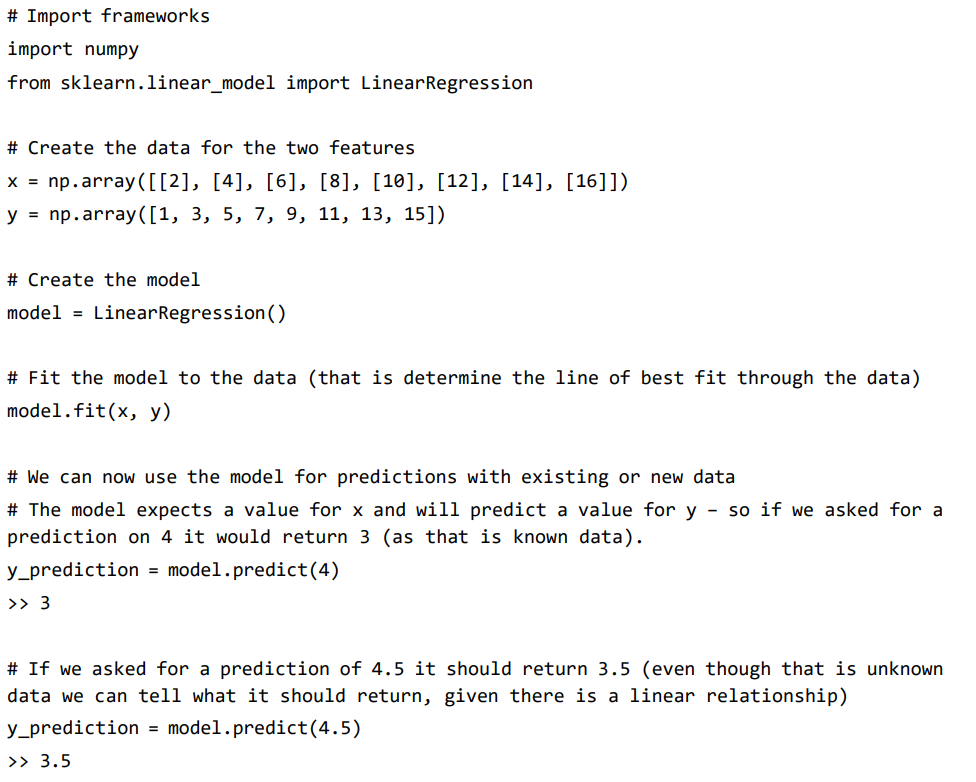 # Import frameworks
import numpy
from sklearn.linear_model import LinearRegression
# Create the data for the two features
x = np.array([[2], [4], [6], [8], [10], [12], [14], [16]])
y = np.array([1, 3, 5, 7, 9, 11, 13, 15])
# Create the model
model = LinearRegression()
# Fit the model to the data (that is determine the line of best fit through the data)
model.fit(x, y)
# We can now use the model for predictions with existing or new data
# The model expects a value for x and will predict a value for y – so if we asked for a
prediction on 4 it would return 3 (as that is known data).
y_prediction = model.predict(4)
>> 3
# If we asked for a prediction of 4.5 it should return 3.5 (even though that is unknown
data we can tell what it should return, given there is a linear relationship)
y_prediction = model.predict(4.5)
>> 3.5